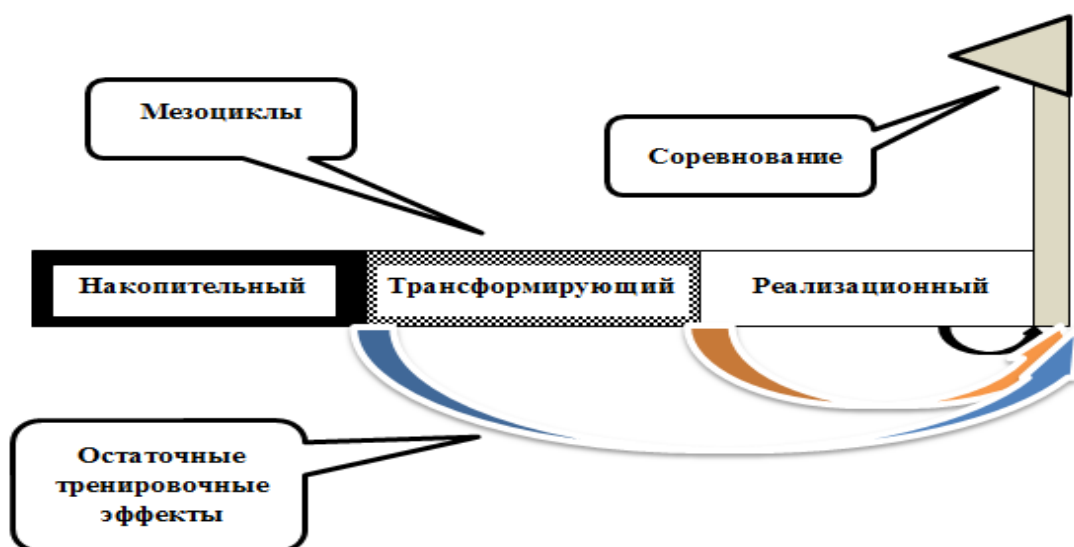 Мезоциклы
Соревнование
Накопительный
Трансформирующий
Реализационный
Остаточные
тренировочные
эффекты